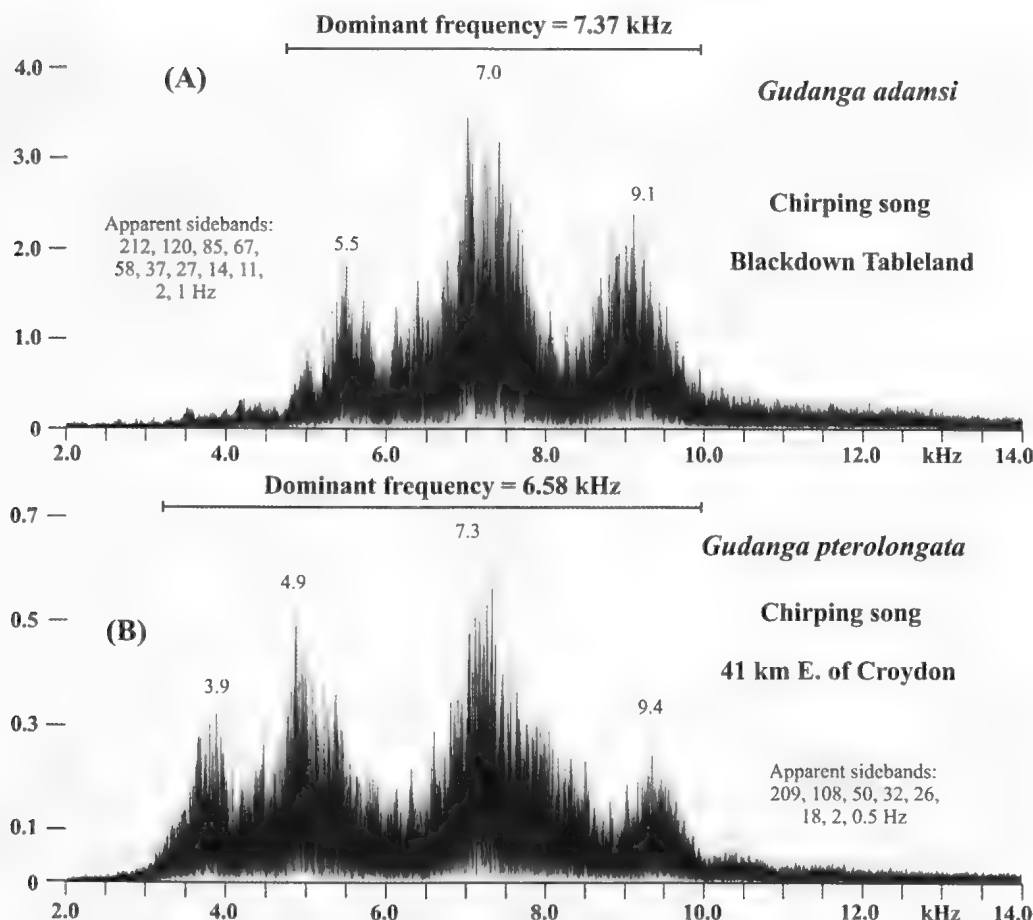 Dominant frequency = 7.37 kHz
4.0
(A)
7.0
Gudanga adamsi
3.0
9.1
Chirping song
Apparent sidebands:
212, 120, 85, 67,
58, 37, 27, 14, 11,
2, 1 Hz
2.0
5.5
Blackdown Tableland
1.0
0
2.0 4.0 6.0 8.0 10.0 12.0 kHz 14.0
Dominant frequency = 6.58 kHz
0.7
7.3
Gudanga pterolongata
4.9
0.5
Chirping song
(B)
41 km E. of Croydon
3.9
0.3
9.4
Apparent sidebands:
209, 108, 50, 32, 26,
18, 2, 0.5 Hz
0.1
0
2.0 4.0 6.0 8.0 10.0 12.0 kHz 14.0